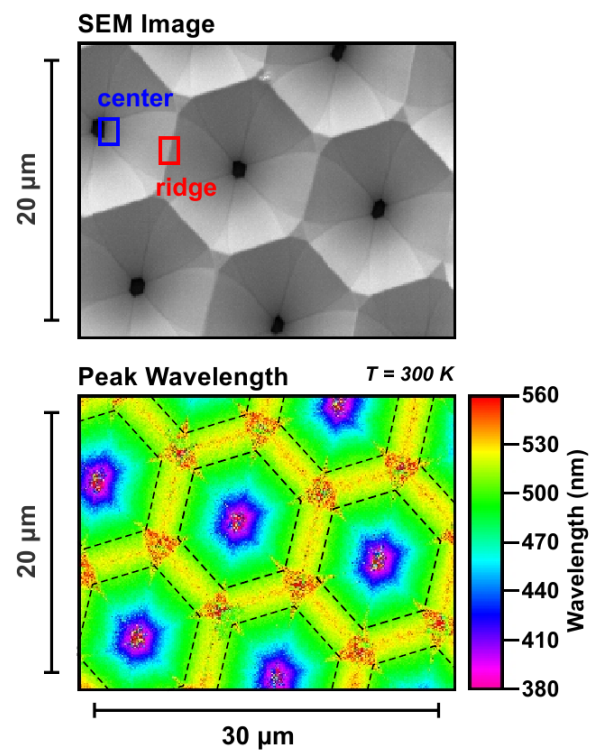 SEM Image
center
ridge
20 µm
Peak Wavelength
T = 300 K
20 µm
560
530
500
470
440
410
380
Wavelength (nm)
30 µm